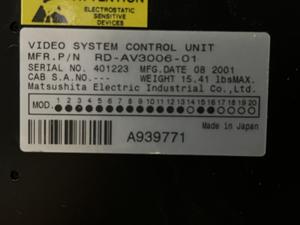 ATTENTION
ELECTROSTATIC
SENSITIVE
DEVICES
VIDEO SYSTEM CONTROL UNIT
MFR.P/N RD-AV3006-01
SERIAL NO. 401223 MFG.DATE 08 2001
CAB S.A.NO.--- WEIGHT 15.41 lbsMAX.
Matsushita Electric Industrial Co.,Ltd.
MOD. 1 2 3 4 5 6 7 8 9 10 11 12 13 14 15 16 17 18 19 20
Made in Japan
A939771